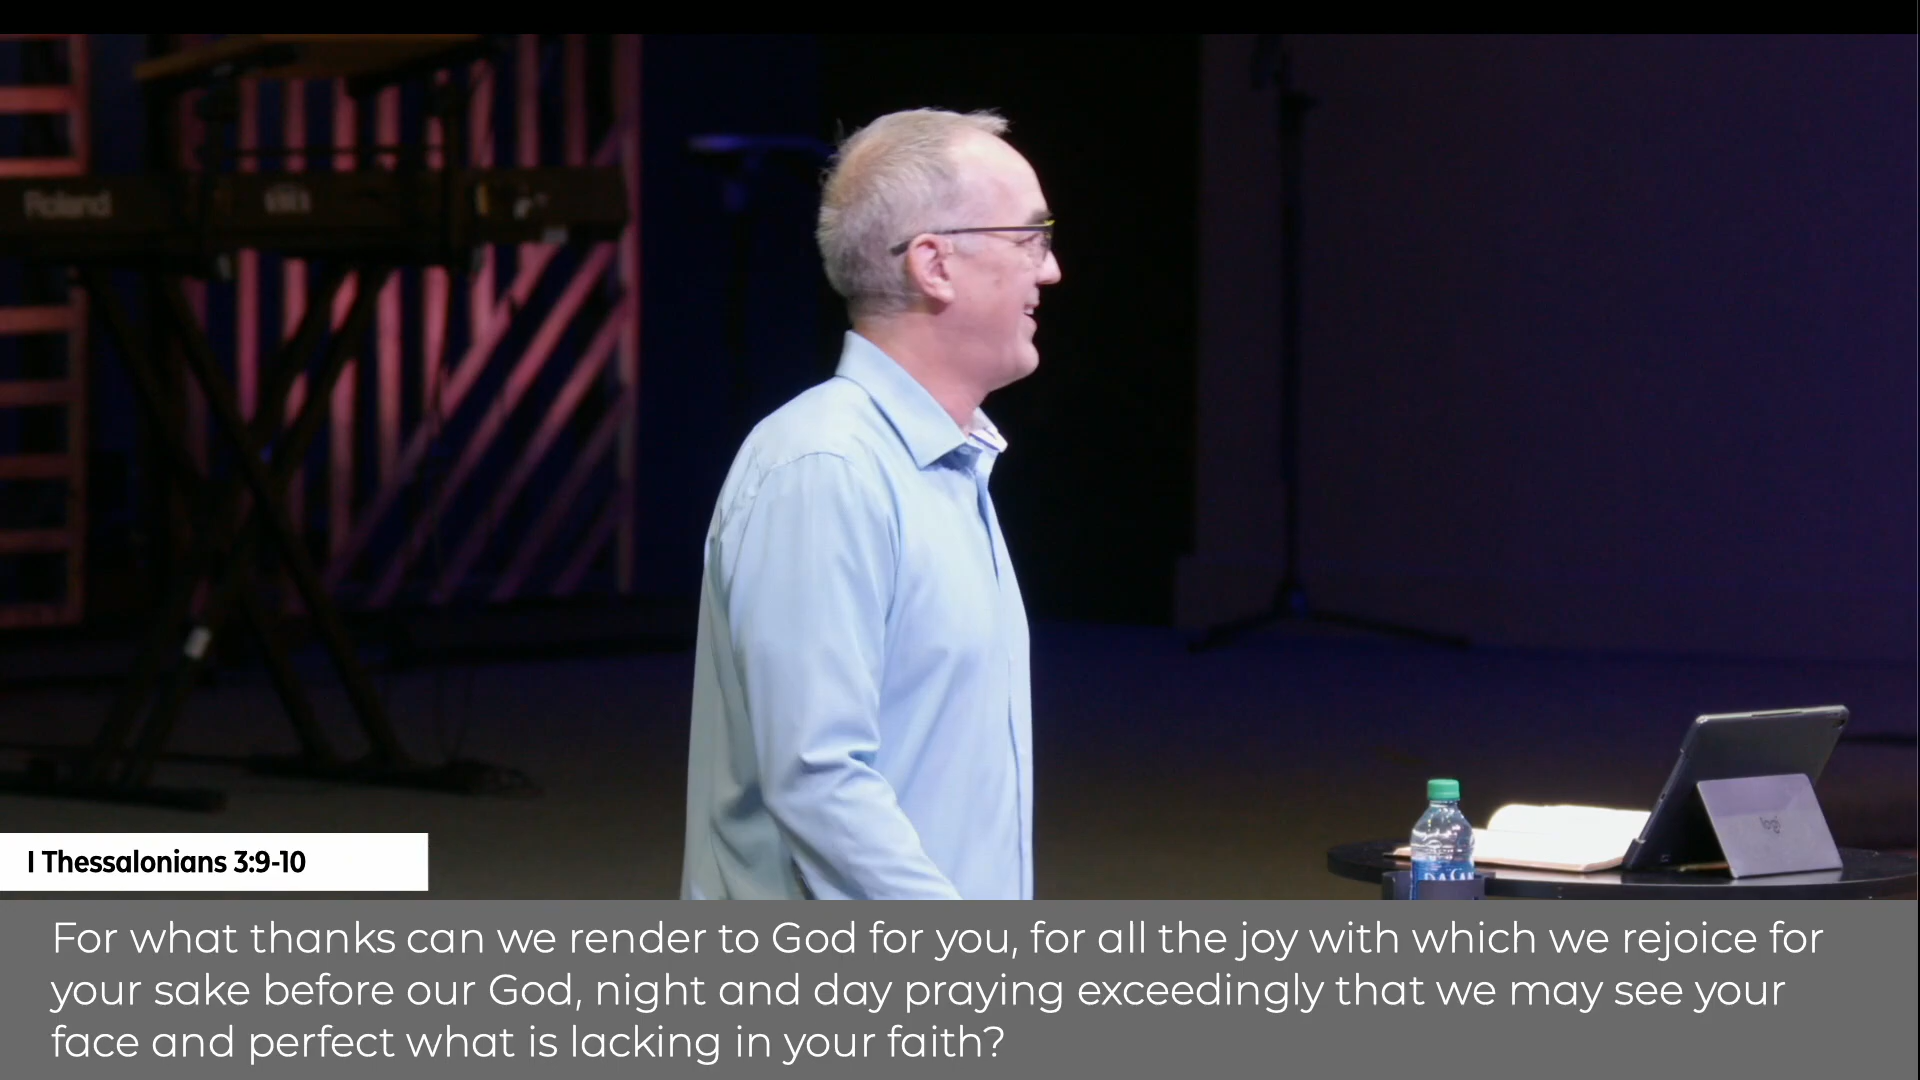 Roland
logi
DASAN
I Thessalonians 3:9-10
For what thanks can we render to God for you, for all the joy with which we rejoice for
your sake before our God, night and day praying exceedingly that we may see your
face and perfect what is lacking in your faith?